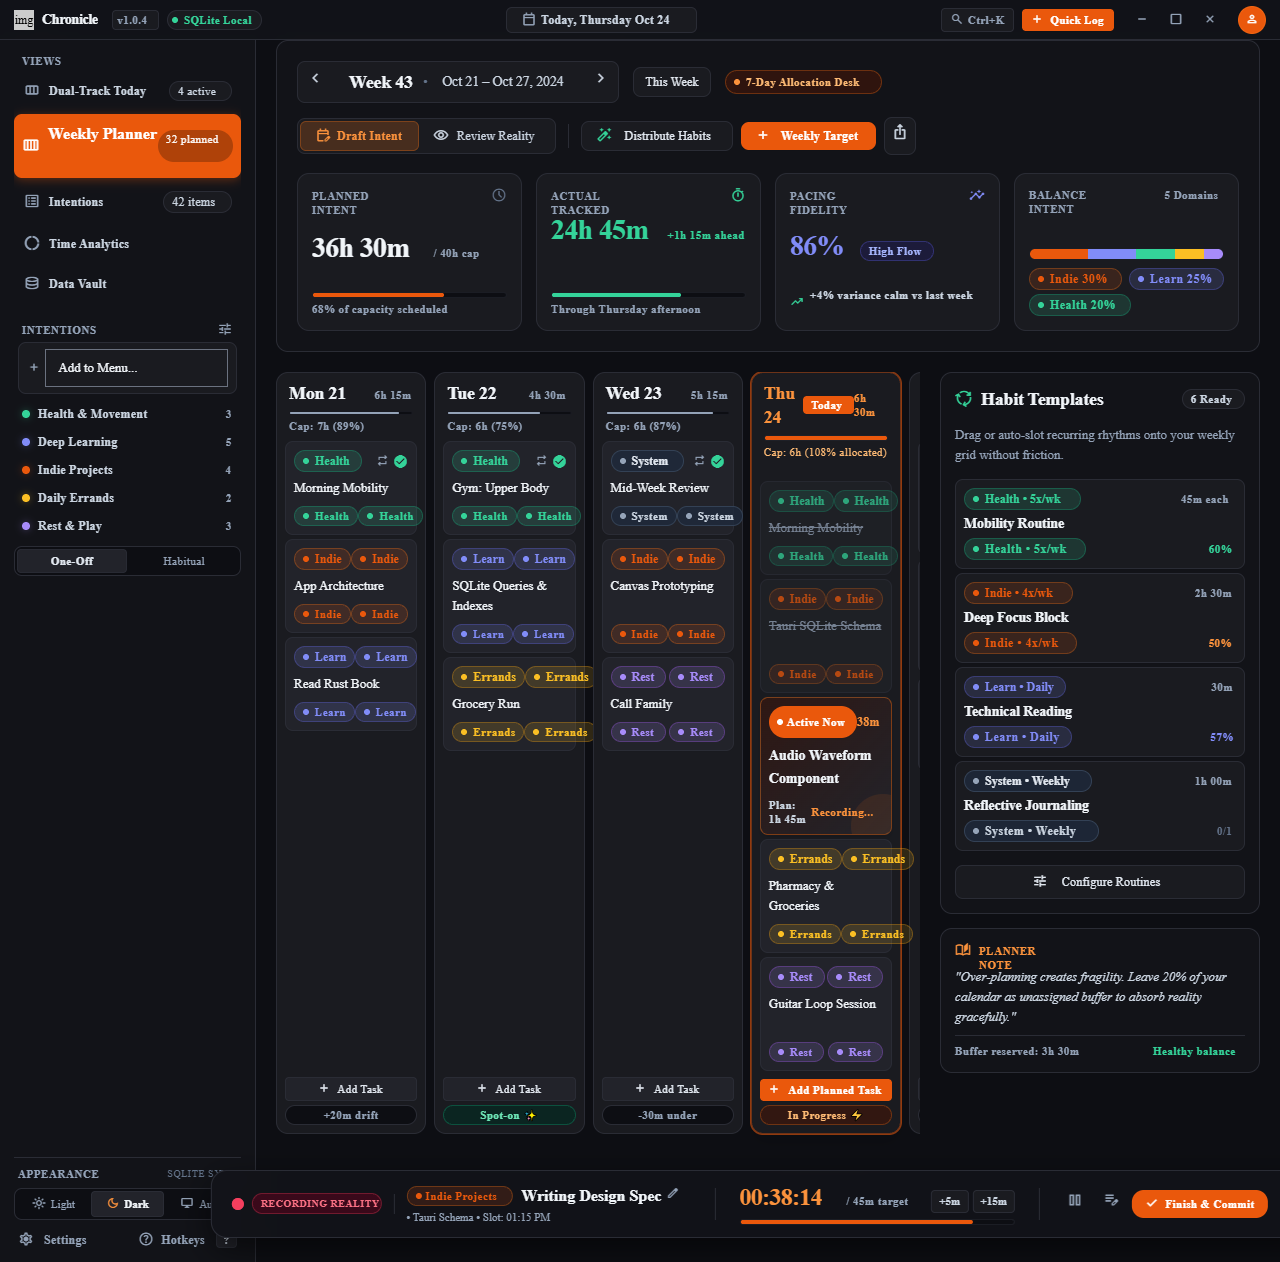 img Chronicle v1.0.4 SQLite Local Today, Thursday Oct 24 Ctrl+K Quick Log
VIEWS
Dual-Track Today 4 active
Weekly Planner 32 planned
Intentions 42 items
Time Analytics
Data Vault
INTENTIONS
+ Add to Menu...
Health & Movement 3
Deep Learning 5
Indie Projects 4
Daily Errands 2
Rest & Play 3
One-Off Habitual
APPEARANCE SQLITE
Light Dark
Settings Hotkeys ?
Week 43 • Oct 21 – Oct 27, 2024 This Week 7-Day Allocation Desk
Draft Intent Review Reality Distribute Habits + Weekly Target
PLANNED
INTENT
36h 30m / 40h cap
68% of capacity scheduled
ACTUAL
TRACKED
24h 45m +1h 15m ahead
Through Thursday afternoon
PACING
FIDELITY
86% High Flow
+4% variance calm vs last week
BALANCE
INTENT
5 Domains
Indie 30% Learn 25%
Health 20%
Mon 21 6h 15m
Cap: 7h (89%)
Health
Morning Mobility
Health Health
Indie Indie
App Architecture
Indie Indie
Learn Learn
Read Rust Book
Learn Learn
+ Add Task
+20m drift
Tue 22 4h 30m
Cap: 6h (75%)
Health
Gym: Upper Body
Health Health
Learn Learn
SQLite Queries &
Indexes
Learn Learn
Errands Errands
Grocery Run
Errands Errands
+ Add Task
Spot-on ✨
Wed 23 5h 15m
Cap: 6h (87%)
System
Mid-Week Review
System System
Indie Indie
Canvas Prototyping
Indie Indie
Rest Rest
Call Family
Rest Rest
+ Add Task
-30m under
Thu
24
Today
6h
30m
Cap: 6h (108% allocated)
Health Health
Morning Mobility
Health Health
Indie Indie
Tauri SQLite Schema
Indie Indie
Active Now 38m
Audio Waveform
Component
Plan:
1h 45m
Recording...
Errands Errands
Pharmacy &
Groceries
Errands Errands
Rest Rest
Guitar Loop Session
Rest Rest
+ Add Planned Task
In Progress ⚡
Habit Templates 6 Ready
Drag or auto-slot recurring rhythms onto your weekly
grid without friction.
Health • 5x/wk 45m each
Mobility Routine
Health • 5x/wk 60%
Indie • 4x/wk 2h 30m
Deep Focus Block
Indie • 4x/wk 50%
Learn • Daily 30m
Technical Reading
Learn • Daily 57%
System • Weekly 1h 00m
Reflective Journaling
System • Weekly 0/1
Configure Routines
PLANNER
NOTE
"Over-planning creates fragility. Leave 20% of your
calendar as unassigned buffer to absorb reality
gracefully."
Buffer reserved: 3h 30m Healthy balance
RECORDING REALITY Indie Projects Writing Design Spec
• Tauri Schema • Slot: 01:15 PM
00:38:14 / 45m target +5m +15m Finish & Commit